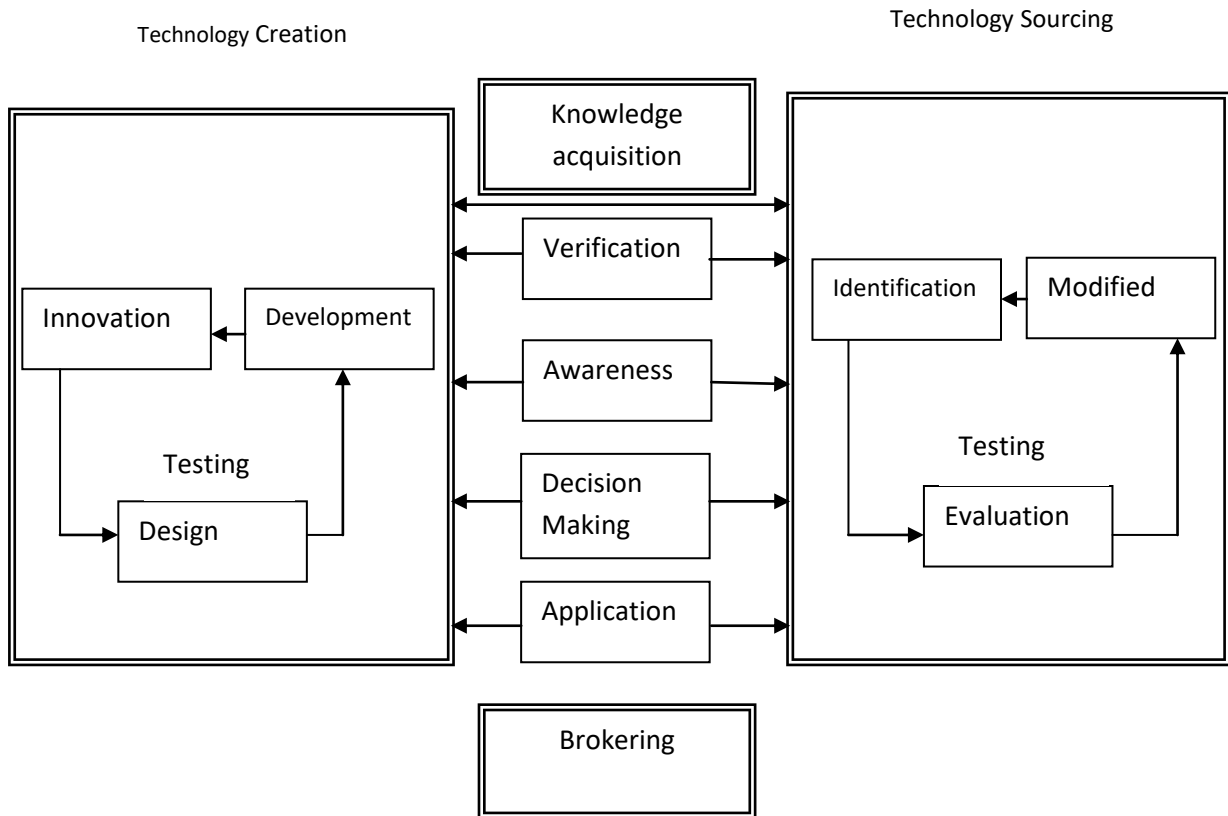 Technology Creation
Technology Sourcing
Knowledge
acquisition
Verification
Identification
Modified
Innovation
Development
Awareness
Testing
Testing
Decision
Making
Design
Evaluation
Application
Brokering